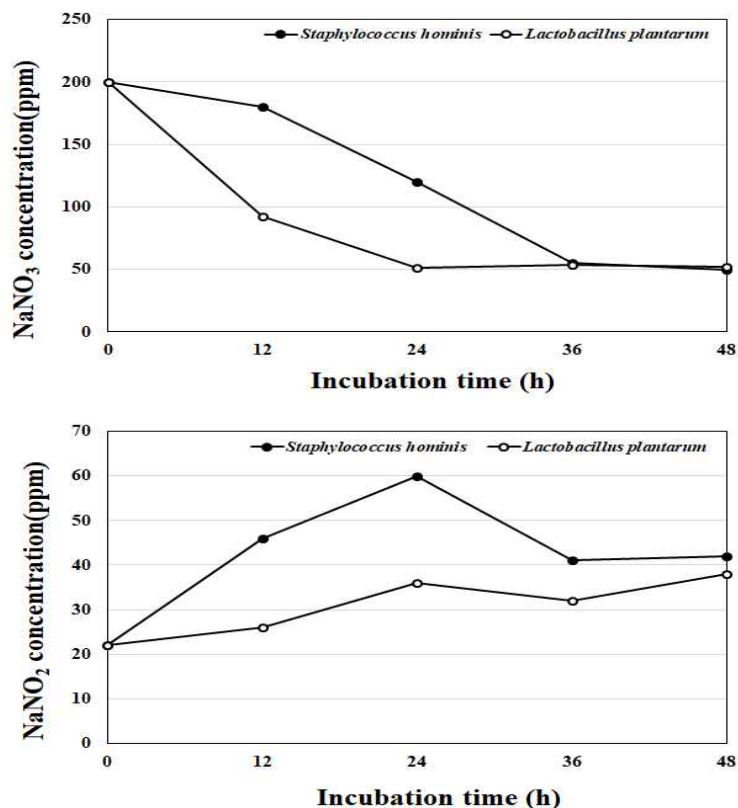 250
Staphylococcus hominis Lactobacillus plantarum
200
150
100
50
0
NaNO3 concentration(ppm)
0 12 24 36 48
Incubation time (h)
70
Staphylococcus hominis Lactobacillus plantarum
60
50
40
30
20
10
0
NaNO2 concentration(ppm)
0 12 24 36 48
Incubation time (h)